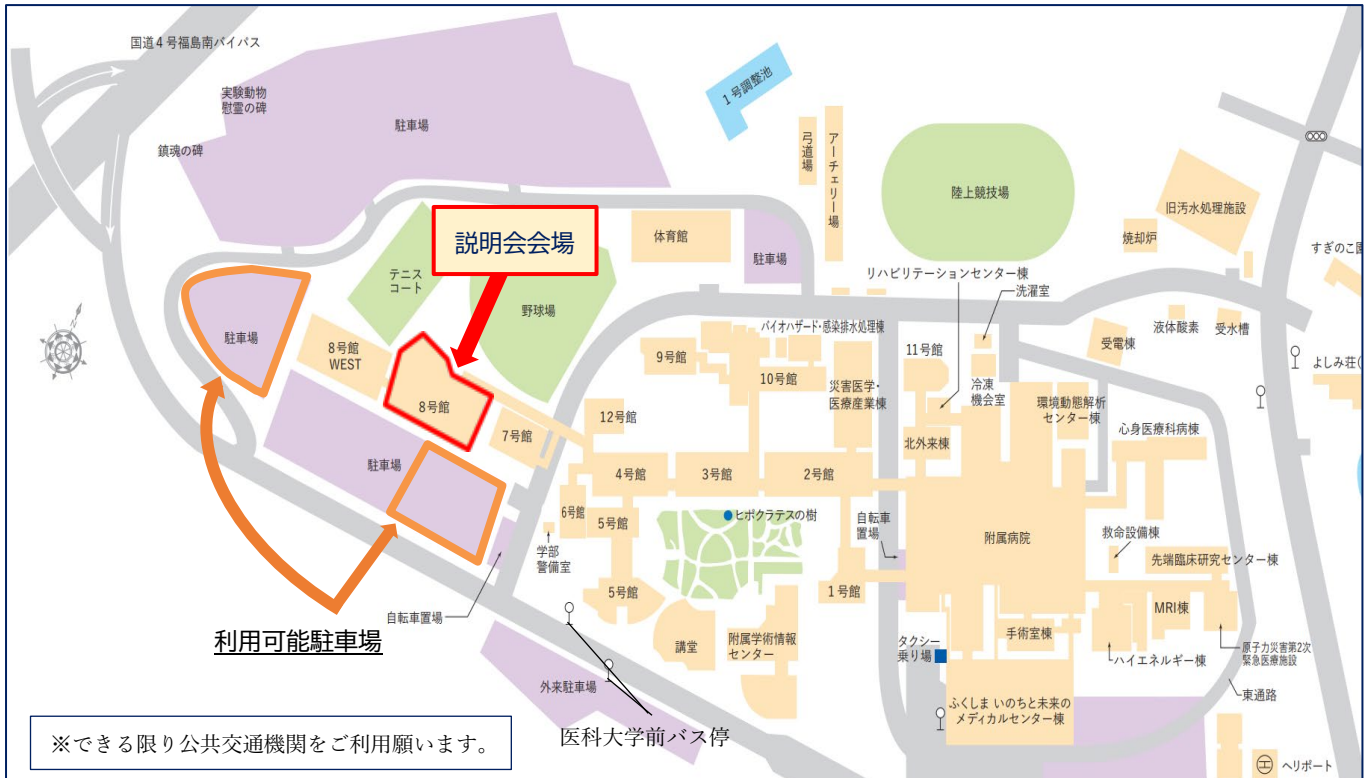 国道4号福島南バイパス
実験動物
慰霊の碑
鎮魂の碑
駐車場
1号調整池
弓道場
アーチェリー場
陸上競技場
旧汚水処理施設
焼却炉
すぎのこ園
説明会会場
体育館
駐車場
リハビリテーションセンター棟
洗濯室
テニス
コート
野球場
駐車場
8号館
WEST
8号館
7号館
駐車場
バイオハザード・感染排水処理棟
9号館
10号館
災害医学・
医療産業棟
11号館
冷凍
機会室
受電棟
液体酸素
受水槽
よしみ荘(
環境動態解析
センター棟
心身医療科病棟
北外来棟
12号館
4号館
3号館
2号館
6号館
5号館
ヒポクラテスの樹
自転車
置場
附属病院
救命設備棟
先端臨床研究センター棟
学部
警備室
5号館
1号館
MRI棟
自転車置場
利用可能駐車場
講堂
附属学術情報
センター
タクシー
乗り場
手術室棟
ハイエネルギー棟
原子力災害第2次
緊急医療施設
東通路
外来駐車場
ふくしま いのちと未来の
メディカルセンター棟
医科大学前バス停
※できる限り公共交通機関をご利用願います。
H
ヘリポート